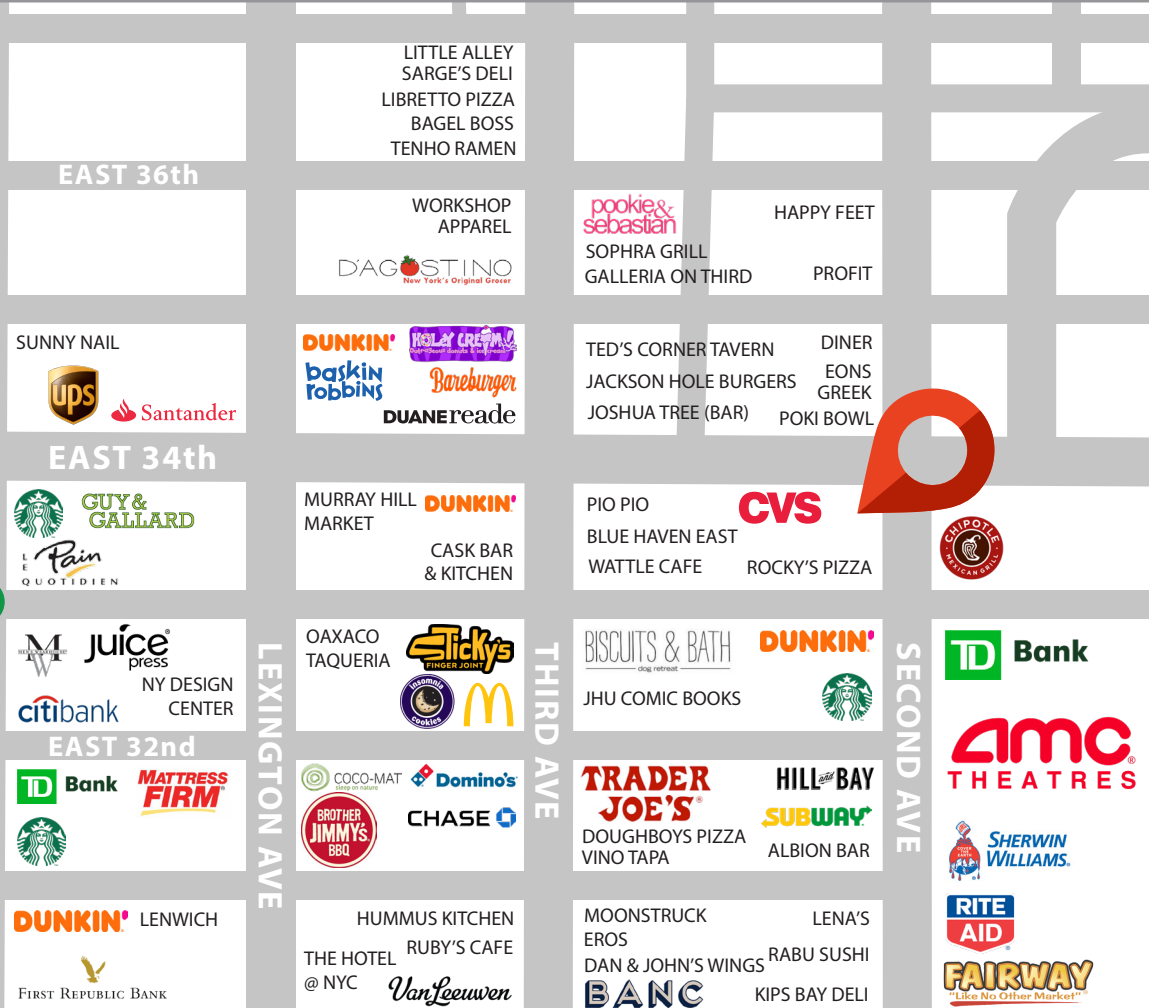 LITTLE ALLEY
SARGE'S DELI
LIBRETTO PIZZA
BAGEL BOSS
TENHO RAMEN
EAST 36th
WORKSHOP
APPAREL
D'AGOSTINO
New York's Original Grocer
pookie&
sebastian
SOPHRA GRILL
GALLERIA ON THIRD
HAPPY FEET
PROFIT
SUNNY NAIL
ups
Santander
DUNKIN'
HOLEY CREAM!
baskin
robbins
Bareburger
DUANEreade
TED'S CORNER TAVERN
JACKSON HOLE BURGERS
JOSHUA TREE (BAR)
DINER
EONS
GREEK
POKI BOWL
EAST 34th
GUY &
GALLARD
LE Pain
QUOTIDIEN
MURRAY HILL
MARKET
DUNKIN'
CASK BAR
& KITCHEN
PIO PIO
CVS
BLUE HAVEN EAST
WATTLE CAFE
ROCKY'S PIZZA
CHIPOTLE
MEXICAN GRILL
MW
juice®
press
NY DESIGN
CENTER
citibank
LEXINGTON AVE
OAXACO
TAQUERIA
Sticky's
FINGER JOINT
insomnia
cookies
THIRD AVE
BISCUITS & BATH
dog retreat
DUNKIN'
JHU COMIC BOOKS
SECOND AVE
TD Bank
amc®
THEATRES
EAST 32nd
TD Bank
MATTRESS
FIRM®
COCO-MAT
sleep on nature
Domino's
BROTHER
JIMMY'S
BBQ
CHASE
TRADER
JOE'S®
DOUGHBOYS PIZZA
VINO TAPA
HILL and BAY
SUBWAY
ALBION BAR
COVER
THE
EARTH
SHERWIN
WILLIAMS.
RITE
AID
FAIRWAY
"Like No Other Market"
DUNKIN'
LENWICH
FIRST REPUBLIC BANK
HUMMUS KITCHEN
THE HOTEL
@ NYC
RUBY'S CAFE
Van Leeuwen
MOONSTRUCK
EROS
DAN & JOHN'S WINGS
BANC
LENA'S
RABU SUSHI
KIPS BAY DELI